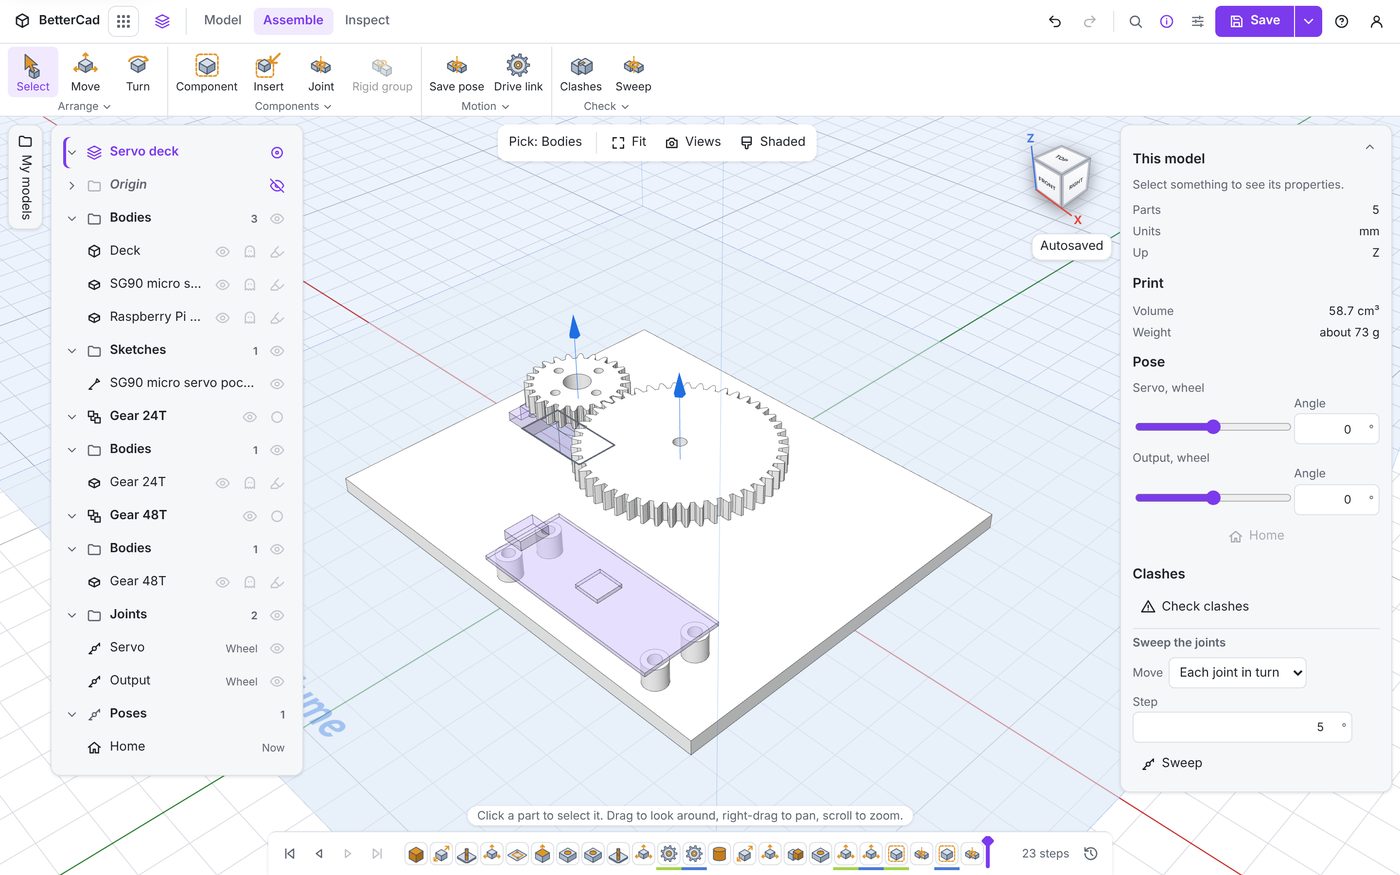 BetterCad
Model
Assemble
Inspect
Save
Select
Move
Turn
Component
Insert
Joint
Rigid group
Save pose
Drive link
Clashes
Sweep
Arrange
Components
Motion
Check
My models
Servo deck
Origin
Bodies 3
Deck
SG90 micro s...
Raspberry Pi ...
Sketches 1
SG90 micro servo poc...
Gear 24T
Bodies 1
Gear 24T
Gear 48T
Bodies 1
Gear 48T
Joints 2
Servo Wheel
Output Wheel
Poses 1
Home Now
Pick: Bodies
Fit
Views
Shaded
Z
TOP
FRONT
RIGHT
X
Autosaved
This model
Select something to see its properties.
Parts 5
Units mm
Up Z
Print
Volume 58.7 cm³
Weight about 73 g
Pose
Servo, wheel
Angle
0 °
Output, wheel
Angle
0 °
Home
Clashes
Check clashes
Sweep the joints
Move Each joint in turn
Step
5 °
Sweep
Click a part to select it. Drag to look around, right-drag to pan, scroll to zoom.
23 steps